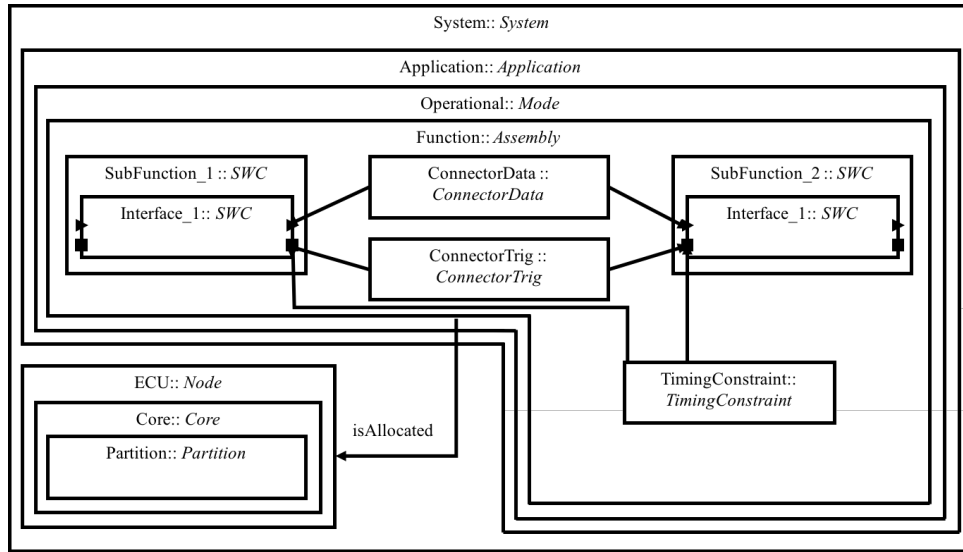 System:: System
Application:: Application
Operational:: Mode
Function:: Assembly
SubFunction_1 :: SWC
ConnectorData ::
ConnectorData
SubFunction_2 :: SWC
Interface_1:: SWC
Interface_1:: SWC
ConnectorTrig ::
ConnectorTrig
TimingConstraint::
TimingConstraint
ECU:: Node
Core:: Core
isAllocated
Partition:: Partition